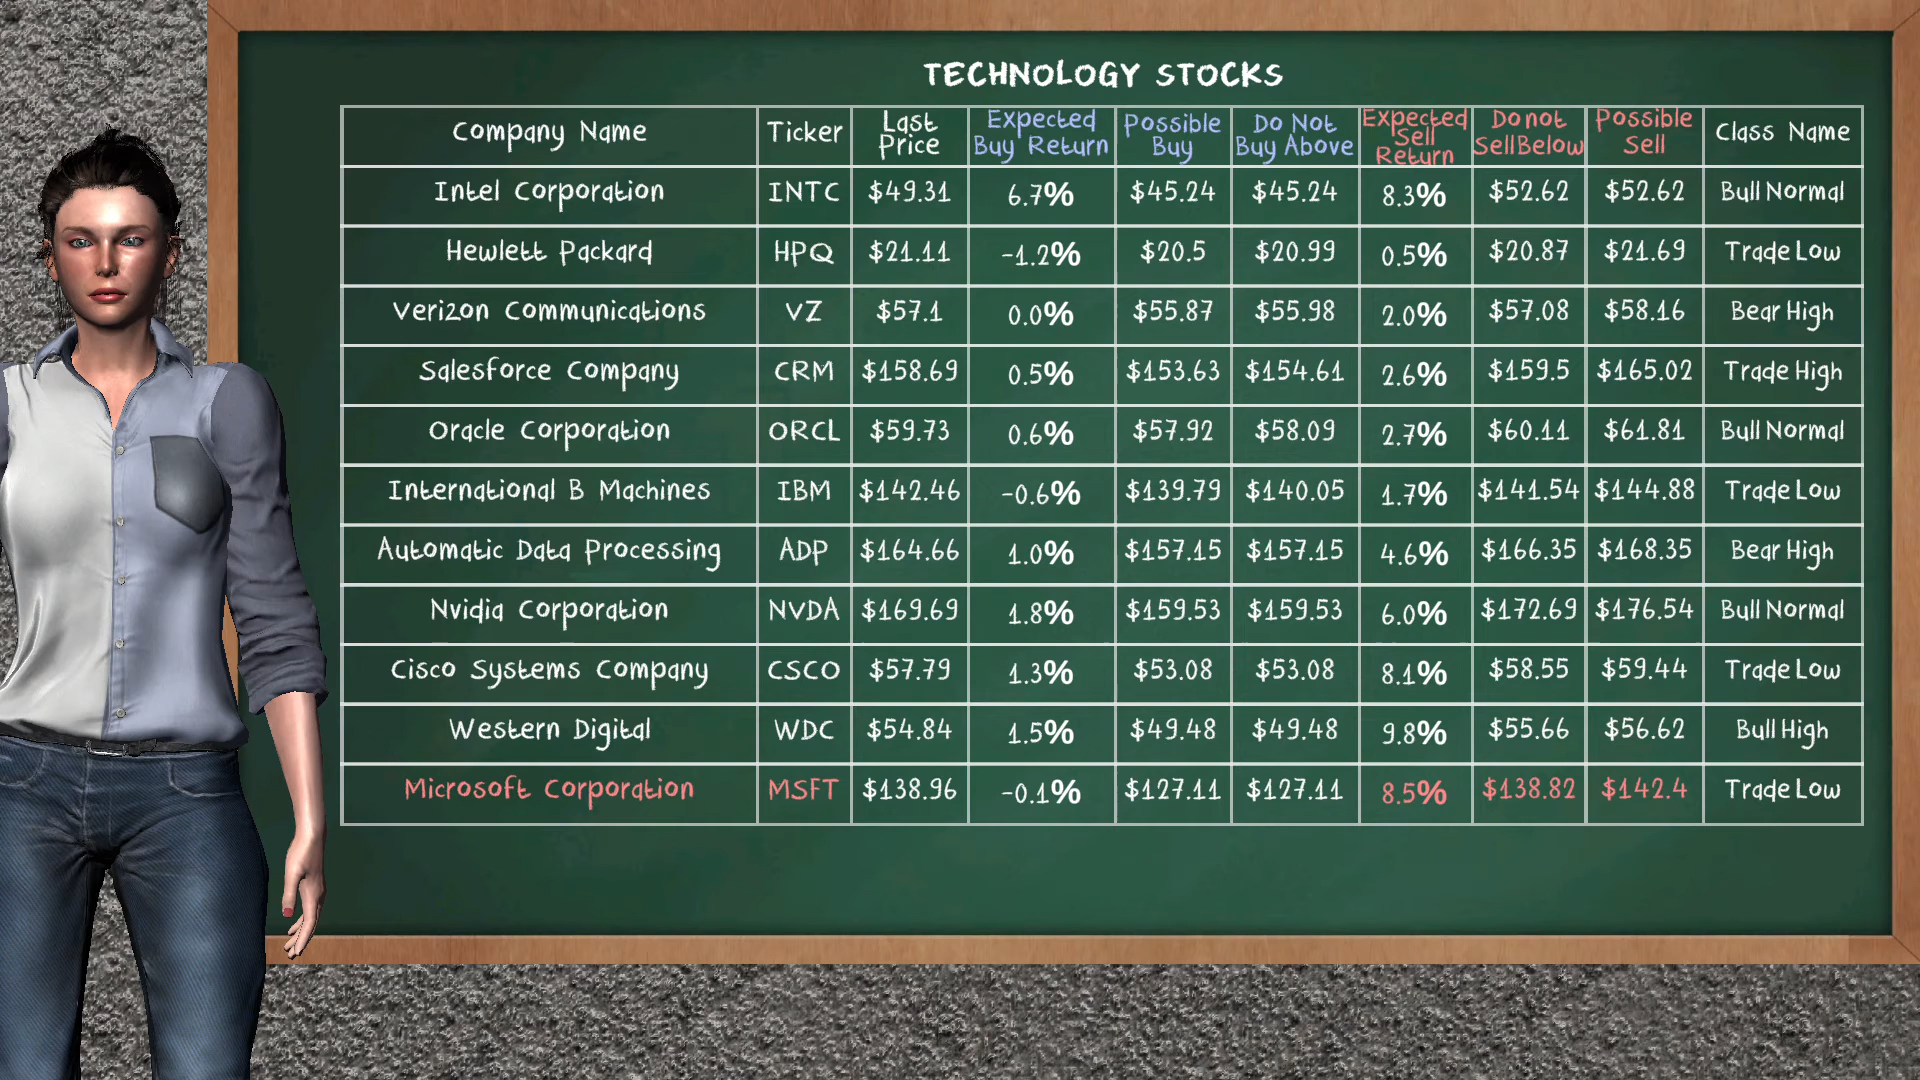 TECHNOLOGY STOCKS
Company Name Ticker Last Price Expected Buy Return Possible Buy Do Not Buy Above Expected Sell Return Do not Sell Below Possible Sell Class Name
Intel Corporation INTC $49.31 6.7% $45.24 $45.24 8.3% $52.62 $52.62 Bull Normal
Hewlett Packard HPQ $21.11 -1.2% $20.5 $20.99 0.5% $20.87 $21.69 Trade Low
Verizon Communications VZ $57.1 0.0% $55.87 $55.98 2.0% $57.08 $58.16 Bear High
Salesforce Company CRM $158.69 0.5% $153.63 $154.61 2.6% $159.5 $165.02 Trade High
Oracle Corporation ORCL $59.73 0.6% $57.92 $58.09 2.7% $60.11 $61.81 Bull Normal
International B Machines IBM $142.46 -0.6% $139.79 $140.05 1.7% $141.54 $144.88 Trade Low
Automatic Data Processing ADP $164.66 1.0% $157.15 $157.15 4.6% $166.35 $168.35 Bear High
Nvidia Corporation NVDA $169.69 1.8% $159.53 $159.53 6.0% $172.69 $176.54 Bull Normal
Cisco Systems Company CSCO $57.79 1.3% $53.08 $53.08 8.1% $58.55 $59.44 Trade Low
Western Digital WDC $54.84 1.5% $49.48 $49.48 9.8% $55.66 $56.62 Bull High
Microsoft Corporation MSFT $138.96 -0.1% $127.11 $127.11 8.5% $138.82 $142.4 Trade Low